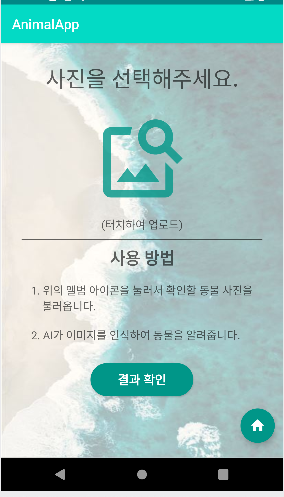 AnimalApp
사진을 선택해주세요.
(터치하여 업로드)
사용 방법
1. 위의 앨범 아이콘을 눌러서 확인할 동물 사진을
불러옵니다.
2. AI가 이미지를 인식하여 동물을 알려줍니다.
결과 확인